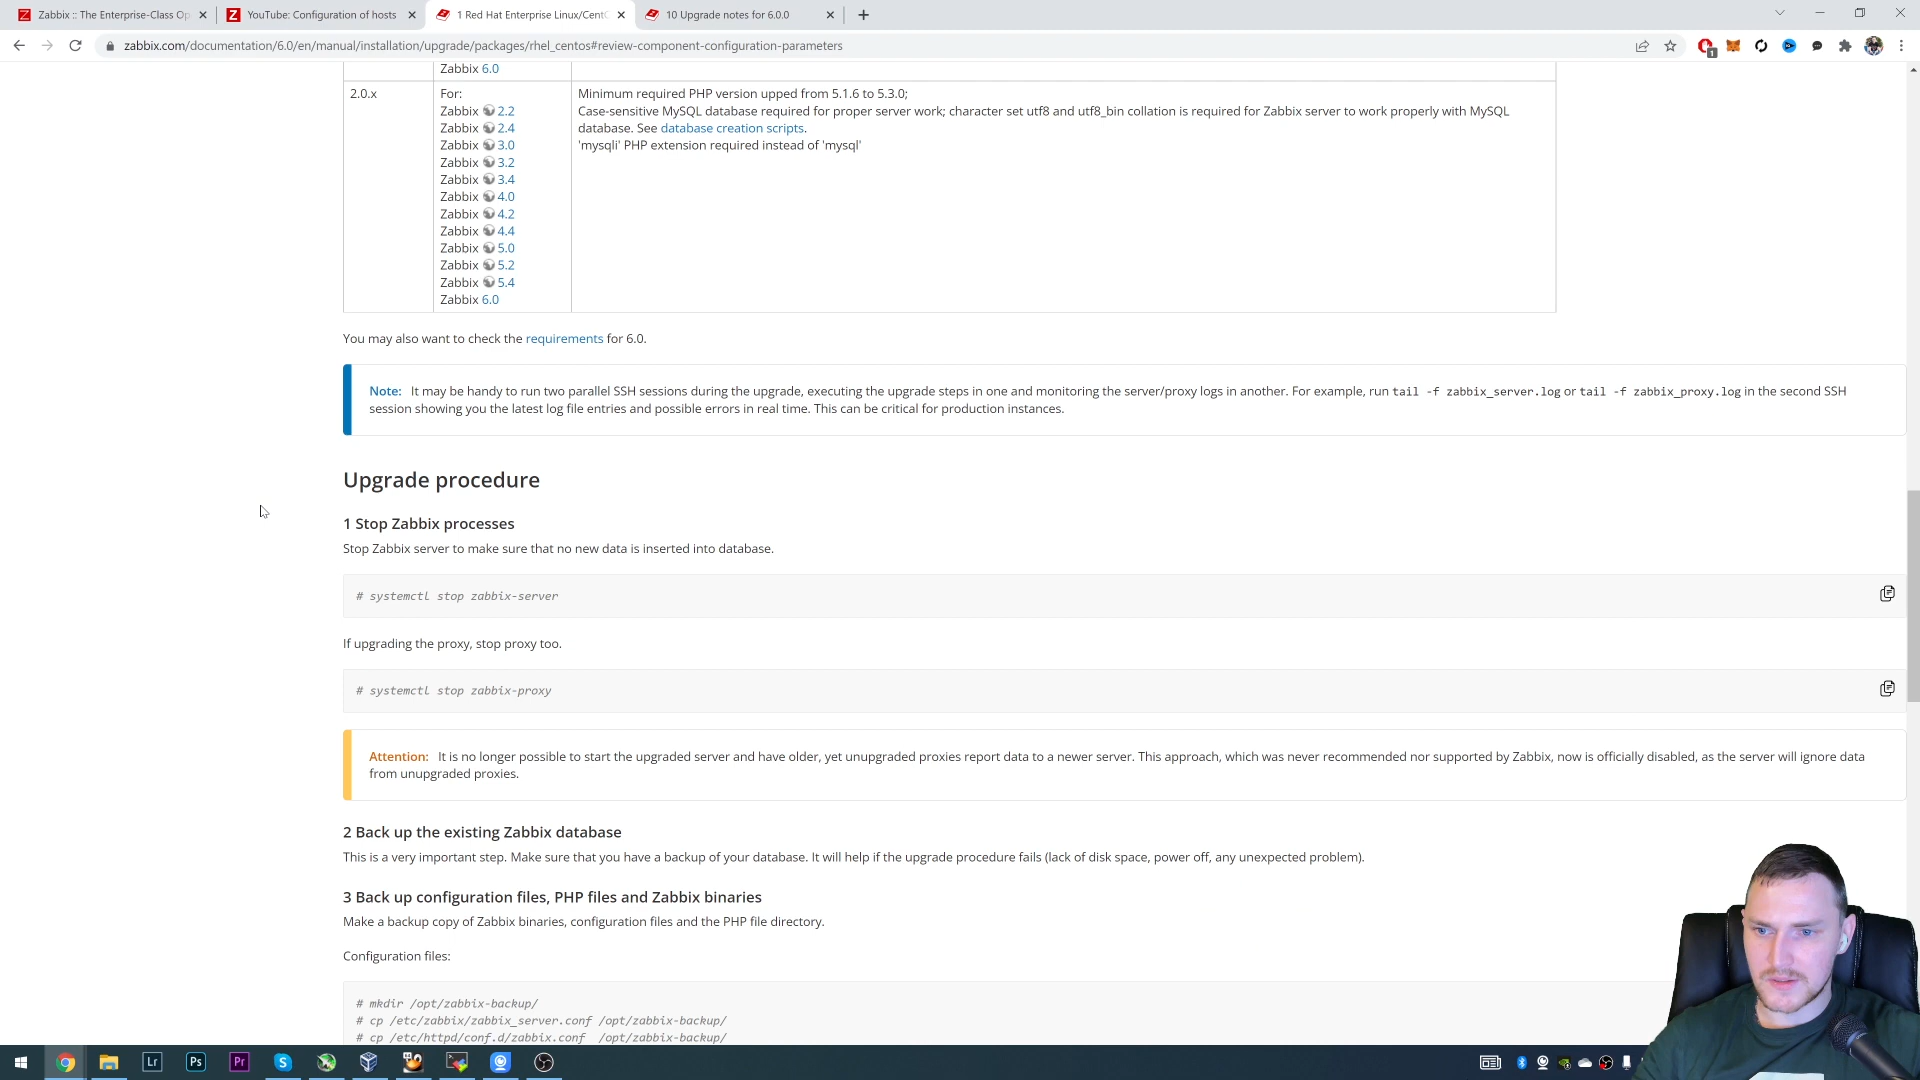 Zabbix :: The Enterprise-Class Op
YouTube: Configuration of hosts
1 Red Hat Enterprise Linux/CentO
10 Upgrade notes for 6.0.0
zabbix.com/documentation/6.0/en/manual/installation/upgrade/packages/rhel_centos#review-component-configuration-parameters
Zabbix 6.0
2.0.x
For:
Zabbix 2.2
Zabbix 2.4
Zabbix 3.0
Zabbix 3.2
Zabbix 3.4
Zabbix 4.0
Zabbix 4.2
Zabbix 4.4
Zabbix 5.0
Zabbix 5.2
Zabbix 5.4
Zabbix 6.0
Minimum required PHP version upped from 5.1.6 to 5.3.0;
Case-sensitive MySQL database required for proper server work; character set utf8 and utf8_bin collation is required for Zabbix server to work properly with MySQL
database. See database creation scripts.
'mysqli' PHP extension required instead of 'mysql'
You may also want to check the requirements for 6.0.
Note: It may be handy to run two parallel SSH sessions during the upgrade, executing the upgrade steps in one and monitoring the server/proxy logs in another. For example, run tail -f zabbix_server.log or tail -f zabbix_proxy.log in the second SSH
session showing you the latest log file entries and possible errors in real time. This can be critical for production instances.
Upgrade procedure
1 Stop Zabbix processes
Stop Zabbix server to make sure that no new data is inserted into database.
# systemctl stop zabbix-server
If upgrading the proxy, stop proxy too.
# systemctl stop zabbix-proxy
Attention: It is no longer possible to start the upgraded server and have older, yet unupgraded proxies report data to a newer server. This approach, which was never recommended nor supported by Zabbix, now is officially disabled, as the server will ignore data
from unupgraded proxies.
2 Back up the existing Zabbix database
This is a very important step. Make sure that you have a backup of your database. It will help if the upgrade procedure fails (lack of disk space, power off, any unexpected problem).
3 Back up configuration files, PHP files and Zabbix binaries
Make a backup copy of Zabbix binaries, configuration files and the PHP file directory.
Configuration files:
# mkdir /opt/zabbix-backup/
# cp /etc/zabbix/zabbix_server.conf /opt/zabbix-backup/
# cp /etc/httpd/conf.d/zabbix.conf  /opt/zabbix-backup/
Lr
Ps
Pr